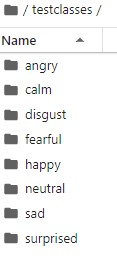 / testclasses /
Name
angry
calm
disgust
fearful
happy
neutral
sad
surprised